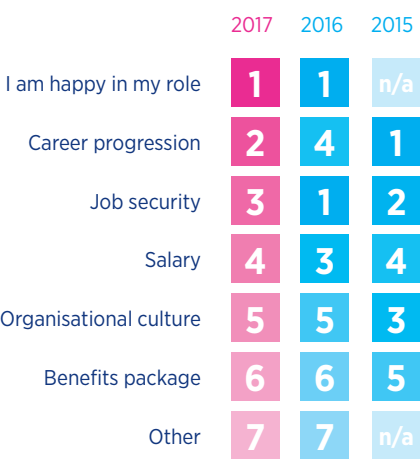 2017 2016 2015
I am happy in my role 1 1 n/a
Career progression 2 4 1
Job security 3 1 2
Salary 4 3 4
Organisational culture 5 5 3
Benefits package 6 6 5
Other 7 7 n/a